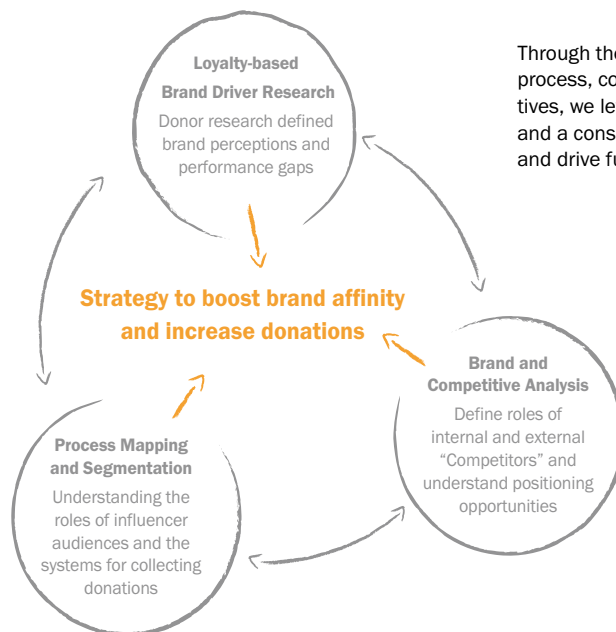 Loyalty-based
Brand Driver Research
Donor research defined
brand perceptions and
performance gaps
Through the
process, co
tives, we le
and a cons
and drive fu
Strategy to boost brand affinity
and increase donations
Brand and
Competitive Analysis
Define roles of
internal and external
“Competitors” and
understand positioning
opportunities
Process Mapping
and Segmentation
Understanding the
roles of influencer
audiences and the
systems for collecting
donations